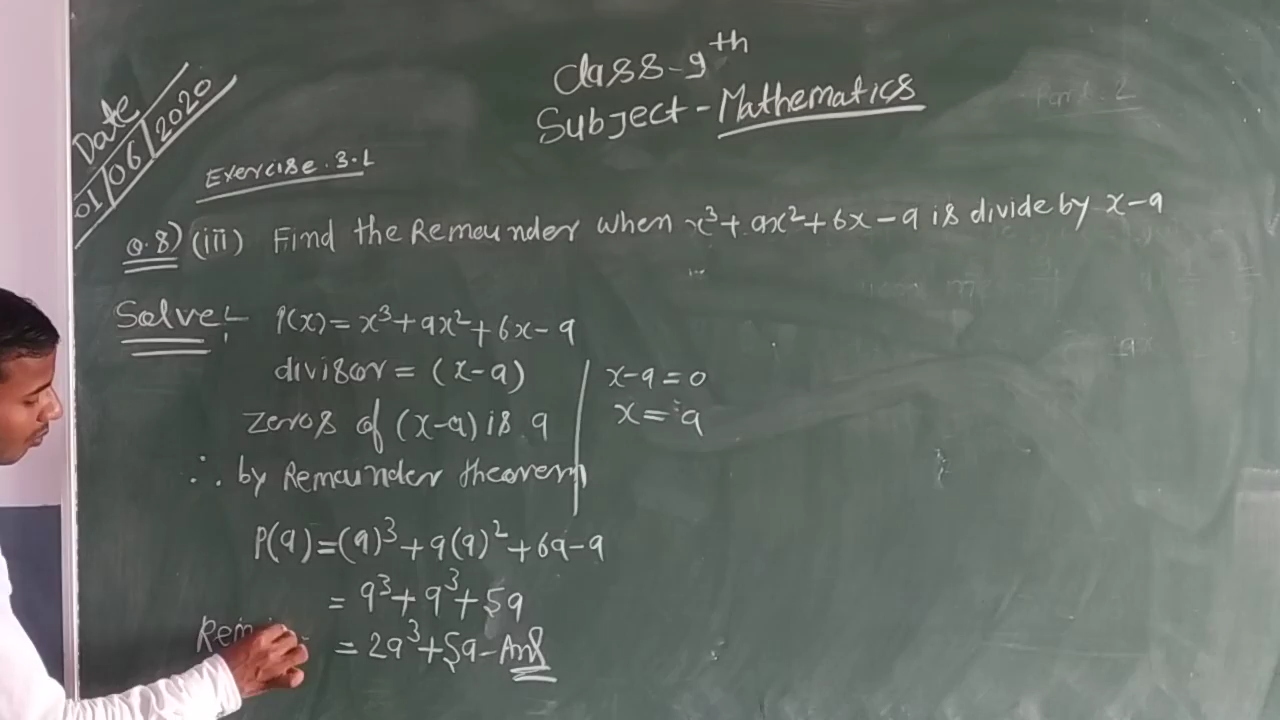 Date
01/06/2020
Class-9th
Subject-Mathematics
Part-2
Exercise.3.1
Q.8) (iii) Find the Remainder when x³+ax²+6x-a is divide by x-a
Solve:- P(x)=x³+ax²+6x-a
divisor=(x-a)
x-a=0
zeros of (x-a) is a
x=a
∴ by Remainder theorem
P(a)=(a)³+a(a)²+6a-a
=a³+a³+5a
Rem
=2a³+5a-Ans